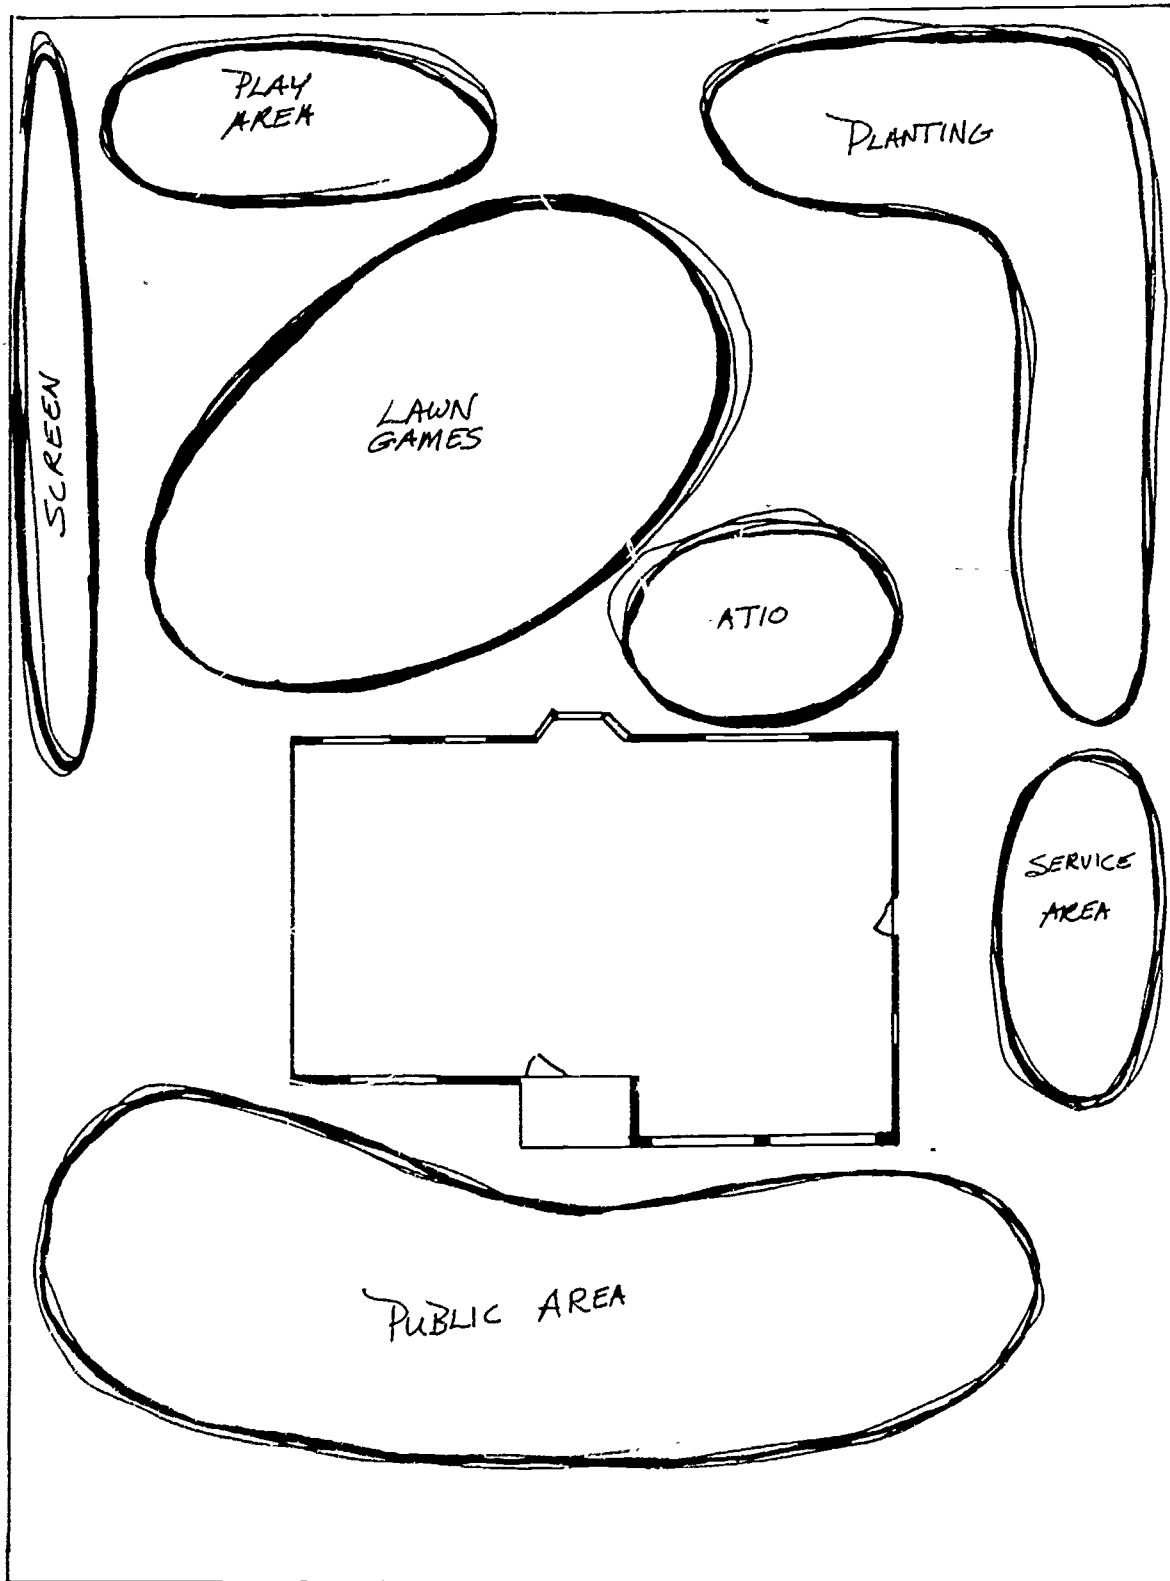 PLAY
AREA
PLANTING
SCREEN
LAWN
GAMES
ATIO
SERVICE
AREA
PUBLIC AREA